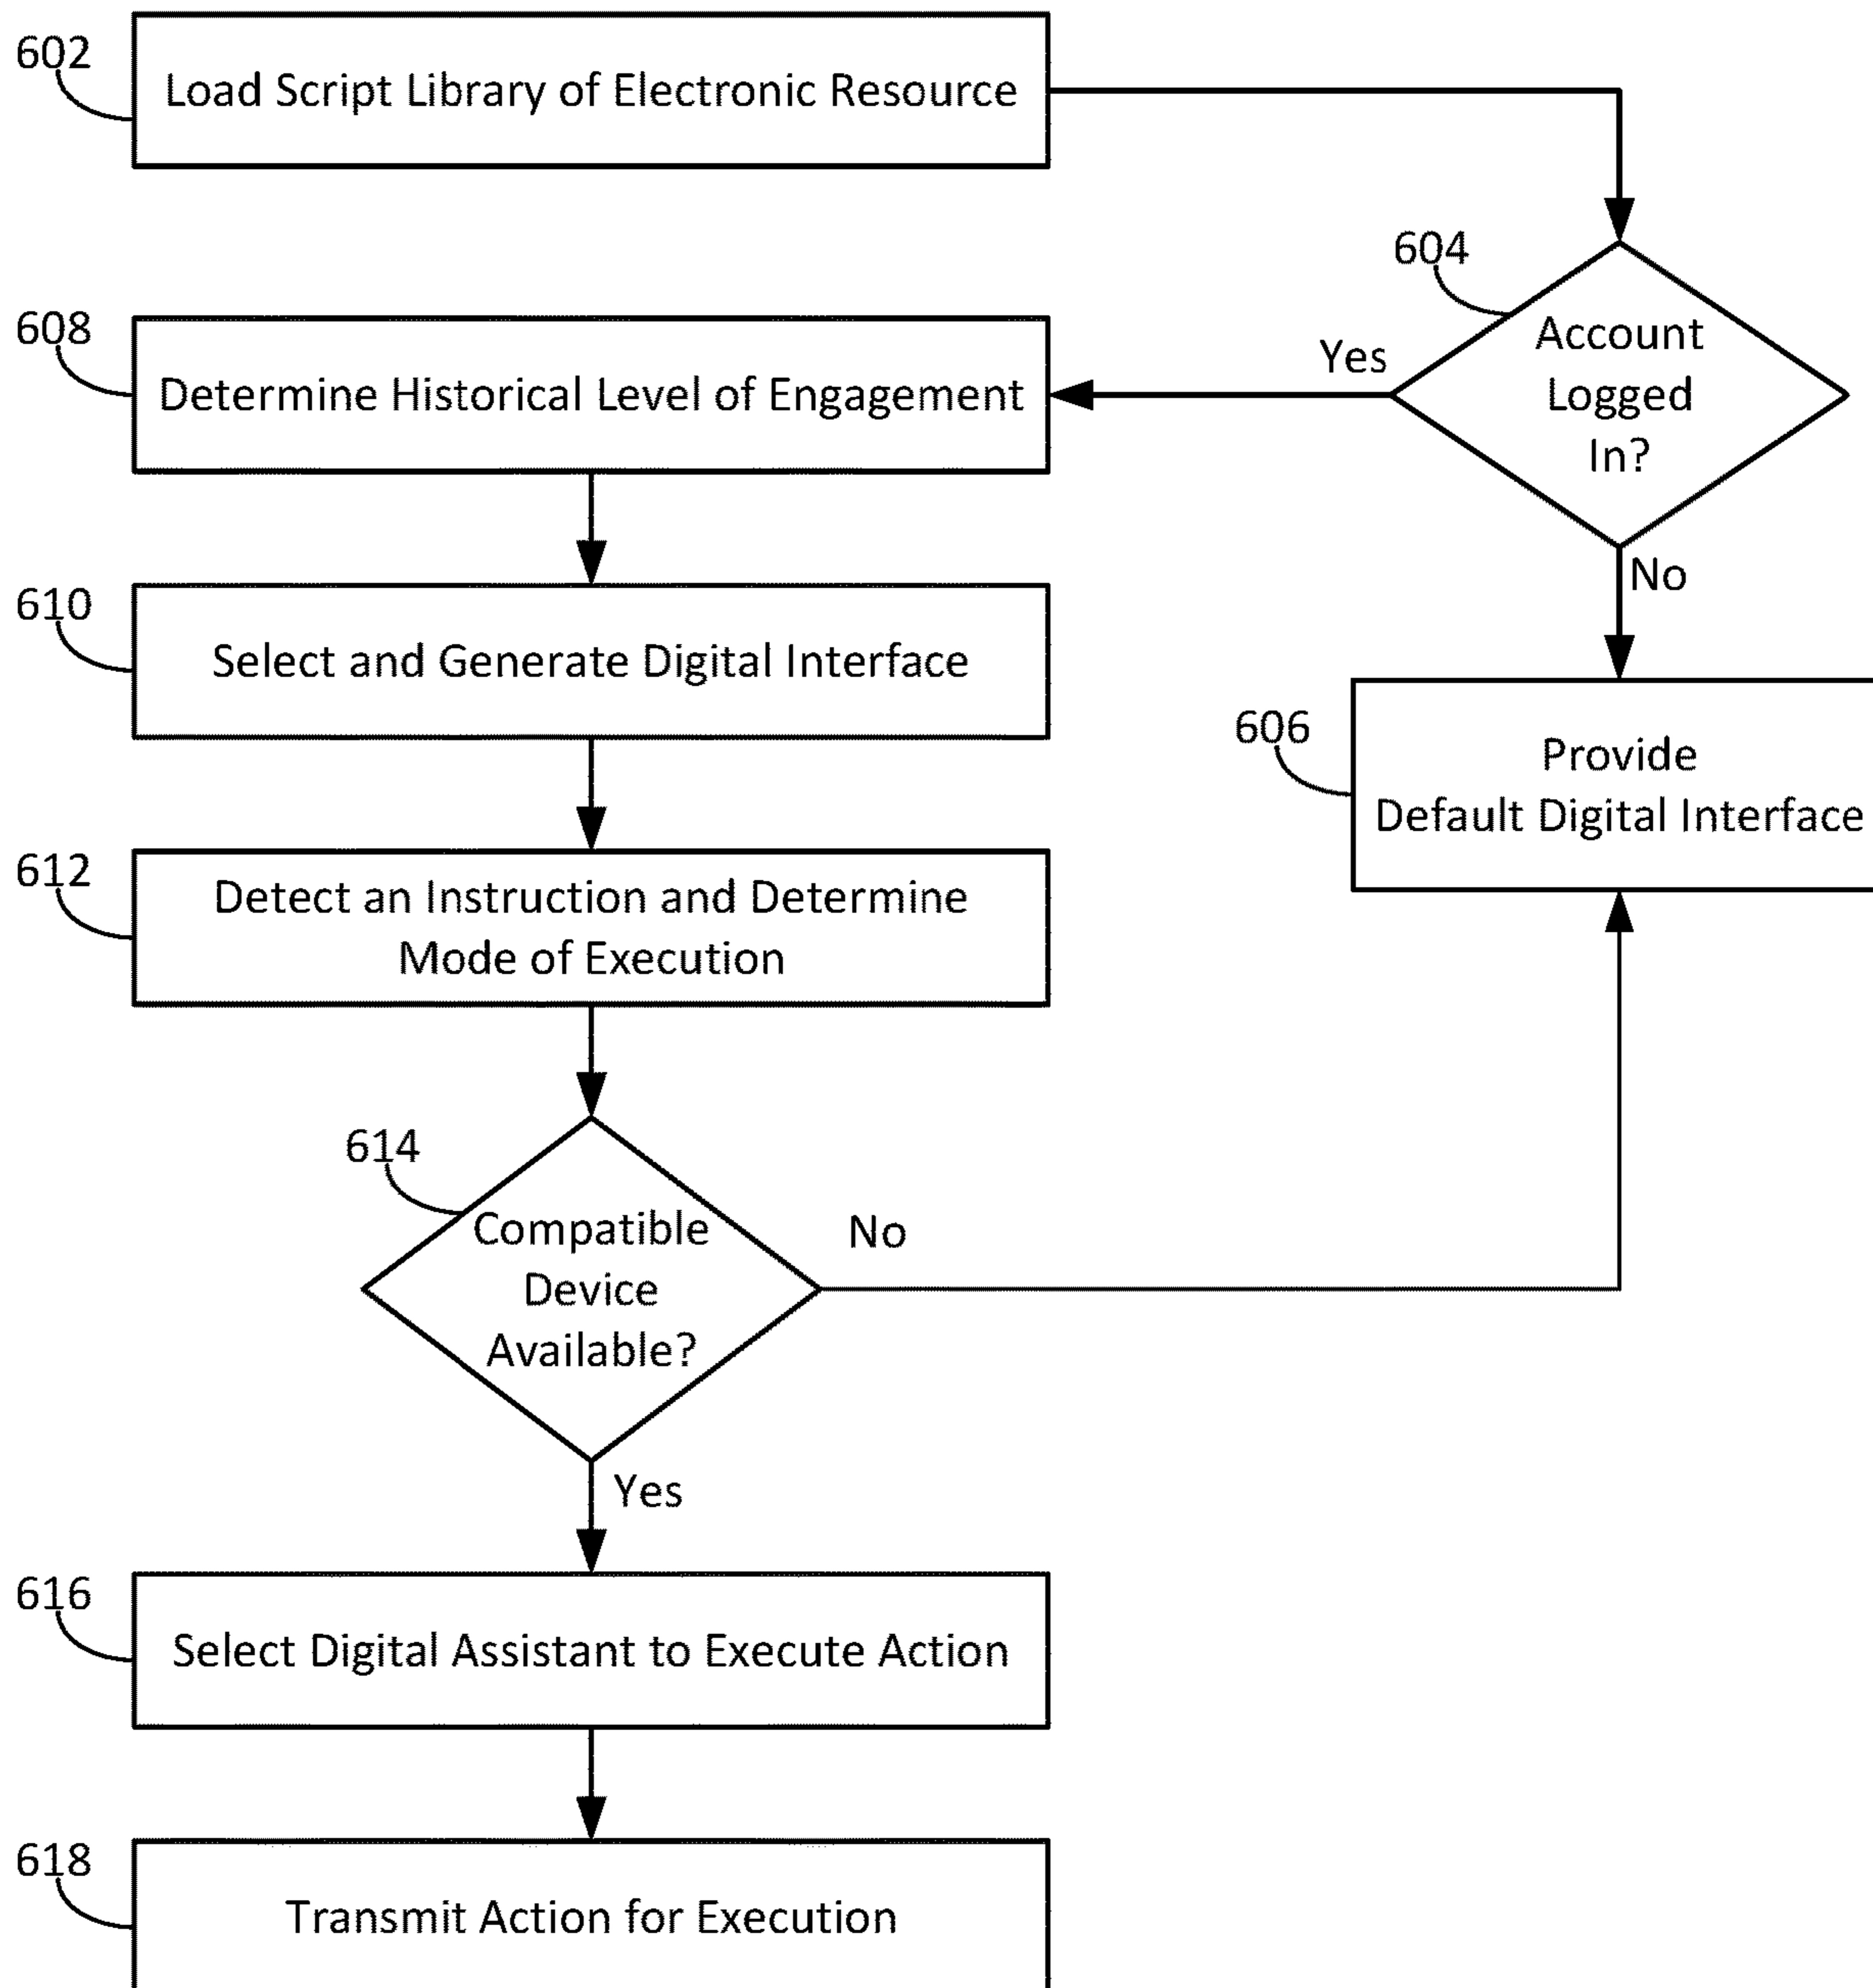 602
Load Script Library of Electronic Resource
604
Account
Logged
In?
Yes
No
608
Determine Historical Level of Engagement
610
Select and Generate Digital Interface
606
Provide
Default Digital Interface
612
Detect an Instruction and Determine
Mode of Execution
614
Compatible
Device
Available?
No
Yes
616
Select Digital Assistant to Execute Action
618
Transmit Action for Execution